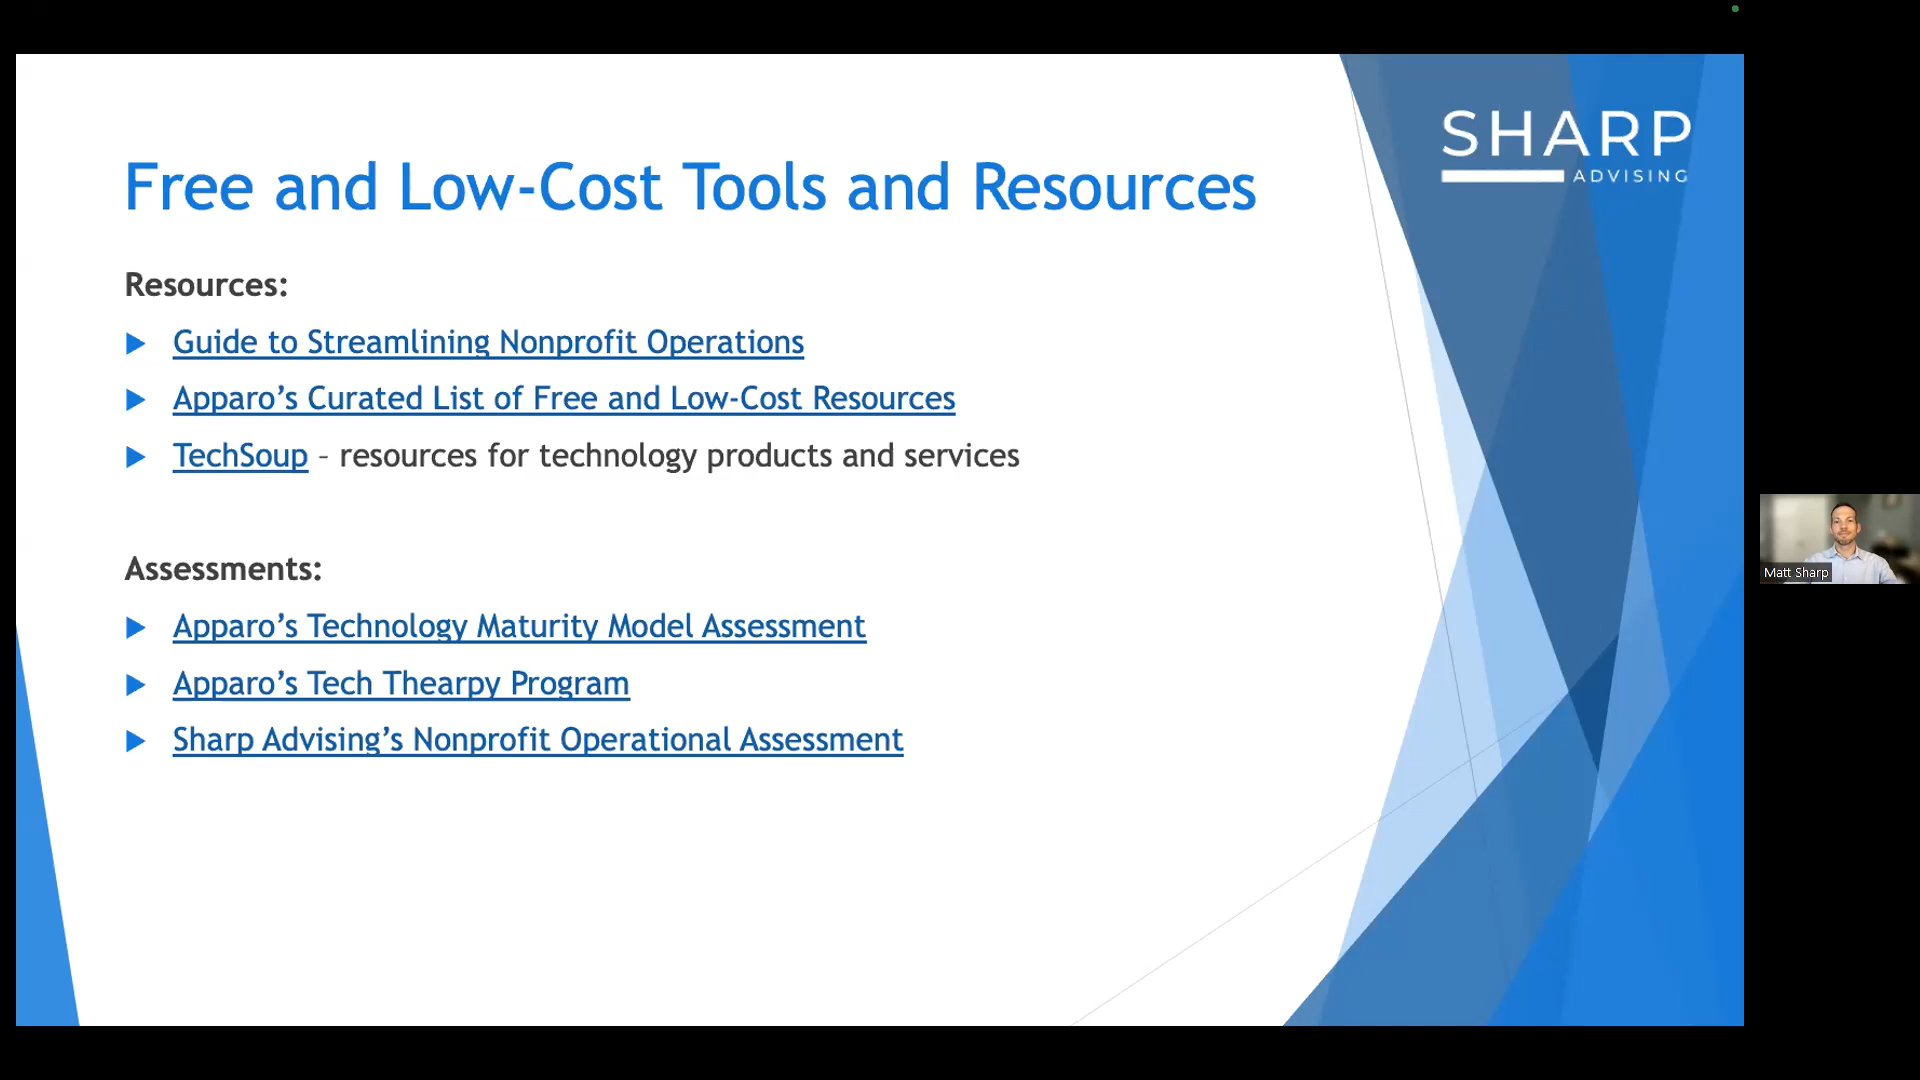 SHARP
ADVISING
Free and Low-Cost Tools and Resources
Resources:
Guide to Streamlining Nonprofit Operations
Apparo’s Curated List of Free and Low-Cost Resources
TechSoup – resources for technology products and services
Assessments:
Apparo’s Technology Maturity Model Assessment
Apparo’s Tech Thearpy Program
Sharp Advising’s Nonprofit Operational Assessment
Matt Sharp